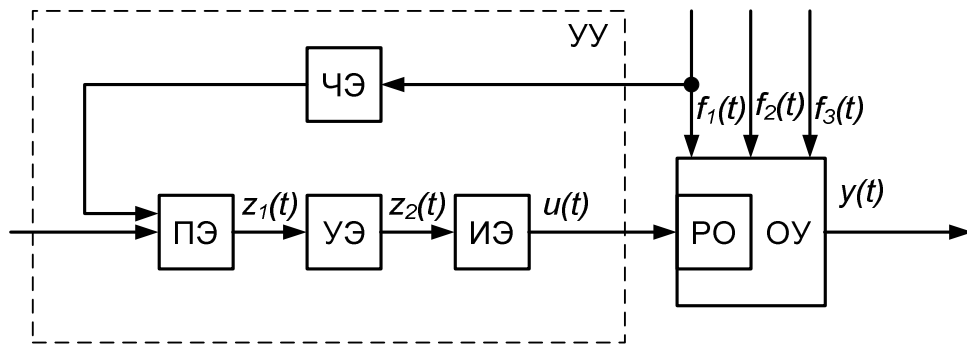 УУ
ЧЭ
f₁(t) f₂(t) f₃(t)
ПЭ z₁(t) УЭ z₂(t) ИЭ u(t) РО ОУ y(t)